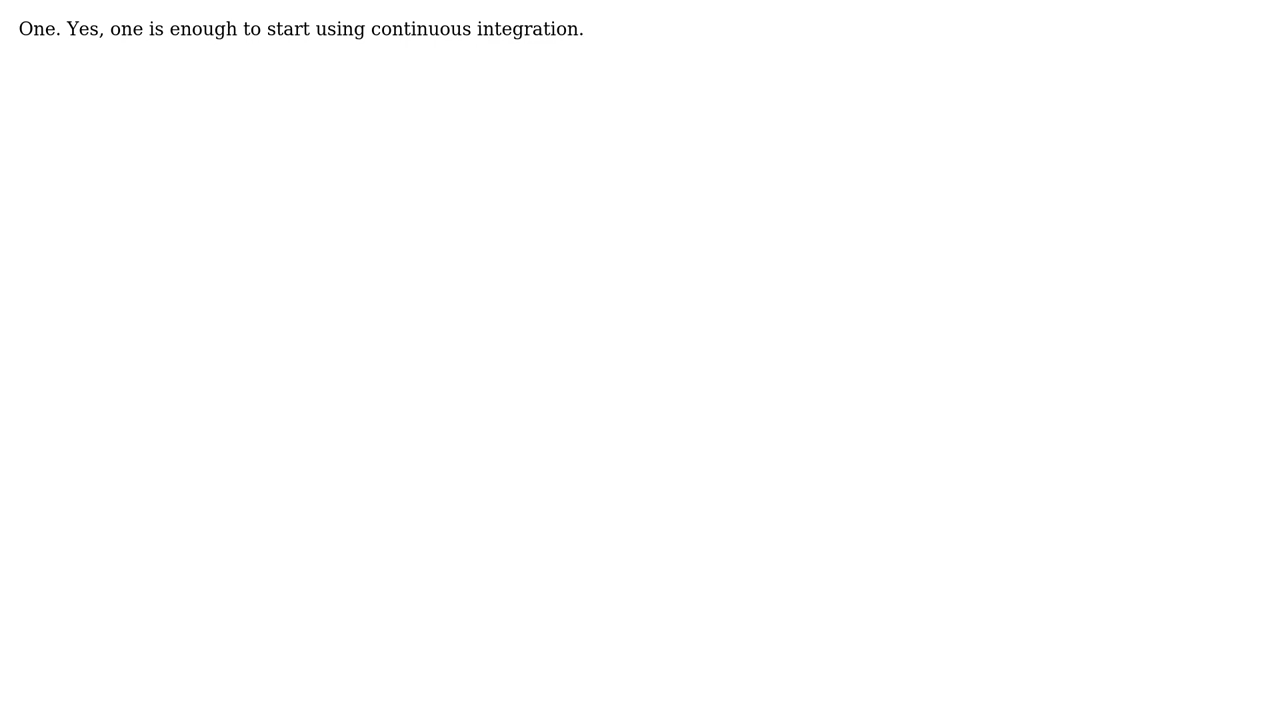 One. Yes, one is enough to start using continuous integration.